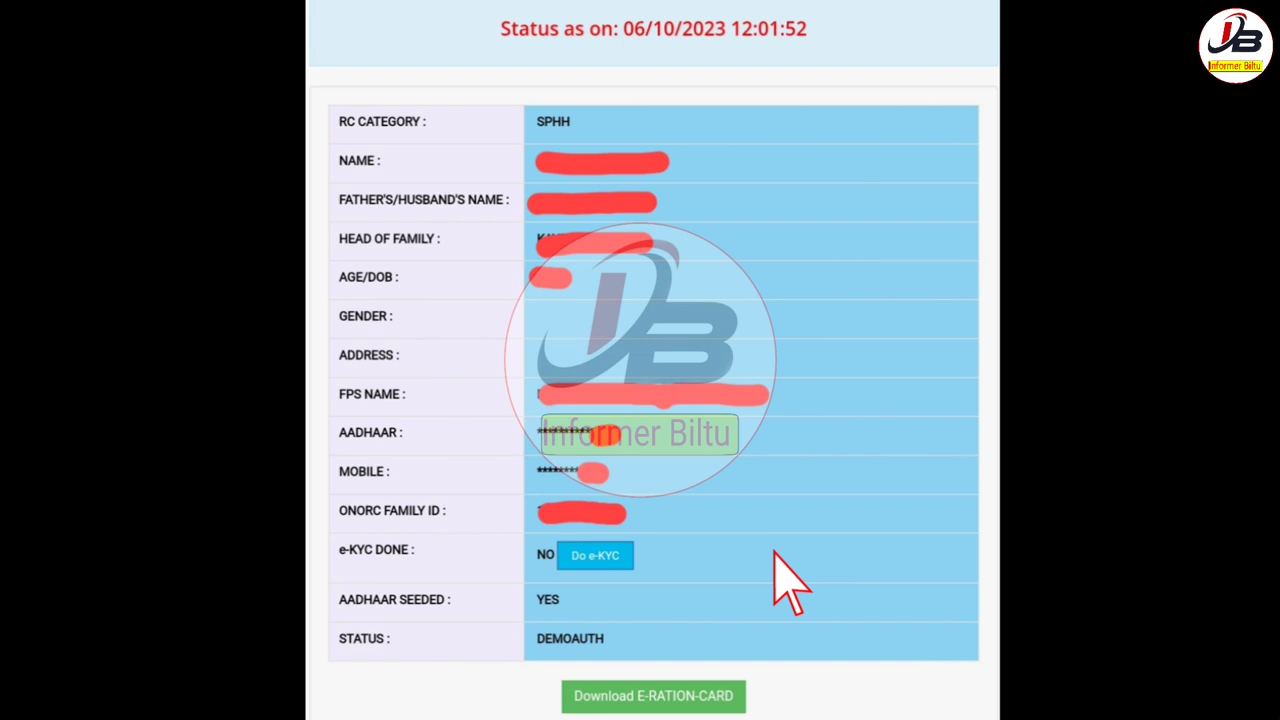 Status as on: 06/10/2023 12:01:52
Informer Biltu
RC CATEGORY : SPHH
NAME :
FATHER'S/HUSBAND'S NAME :
HEAD OF FAMILY :
AGE/DOB :
GENDER :
ADDRESS :
FPS NAME :
AADHAAR :
Informer Biltu
MOBILE :
ONORC FAMILY ID :
e-KYC DONE : NO Do e-KYC
AADHAAR SEEDED : YES
STATUS : DEMOAUTH
Download E-RATION-CARD